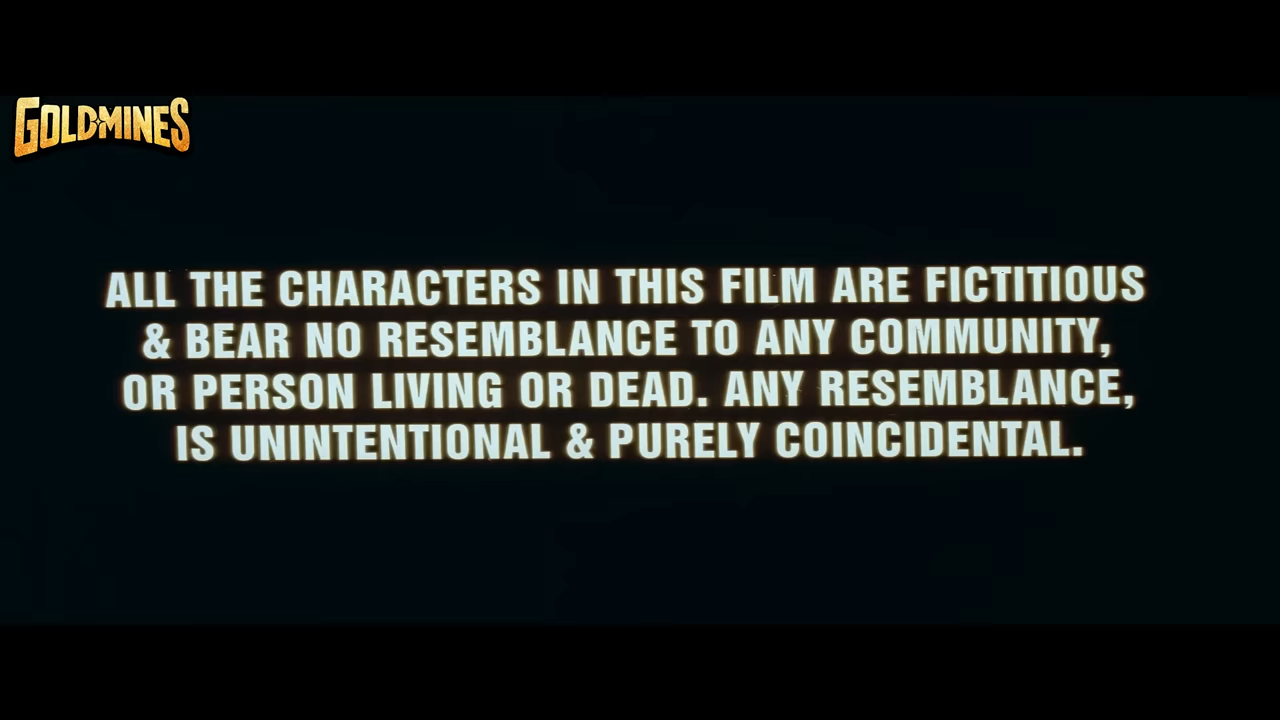 GOLDMINES
ALL THE CHARACTERS IN THIS FILM ARE FICTITIOUS
& BEAR NO RESEMBLANCE TO ANY COMMUNITY,
OR PERSON LIVING OR DEAD. ANY RESEMBLANCE,
IS UNINTENTIONAL & PURELY COINCIDENTAL.